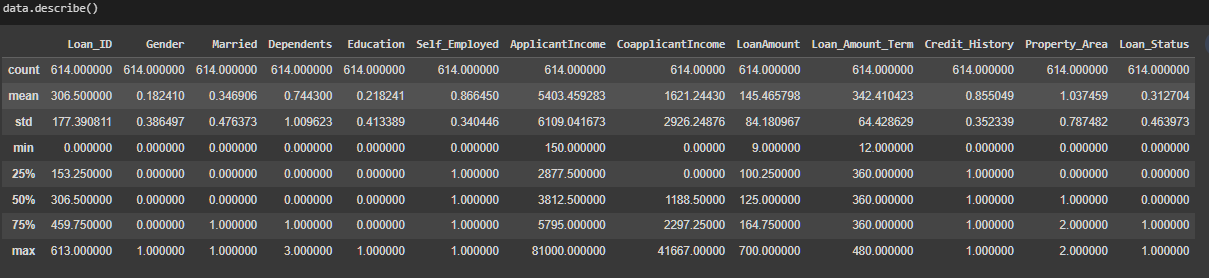 data.describe()
Loan_ID Gender Married Dependents Education Self_Employed ApplicantIncome CoapplicantIncome LoanAmount Loan_Amount_Term Credit_History Property_Area Loan_Status
count 614.000000 614.000000 614.000000 614.000000 614.000000 614.000000 614.000000 614.00000 614.000000 614.000000 614.000000 614.000000 614.000000
mean 306.500000 0.182410 0.346906 0.744300 0.218241 0.866450 5403.459283 1621.24430 145.465798 342.410423 0.855049 1.037459 0.312704
std 177.390811 0.386497 0.476373 1.009623 0.413389 0.340446 6109.041673 2926.24876 84.180967 64.428629 0.352339 0.787482 0.463973
min 0.000000 0.000000 0.000000 0.000000 0.000000 0.000000 150.000000 0.00000 9.000000 12.000000 0.000000 0.000000 0.000000
25% 153.250000 0.000000 0.000000 0.000000 0.000000 1.000000 2877.500000 0.00000 100.250000 360.000000 1.000000 0.000000 0.000000
50% 306.500000 0.000000 0.000000 0.000000 0.000000 1.000000 3812.500000 1188.50000 125.000000 360.000000 1.000000 1.000000 0.000000
75% 459.750000 0.000000 1.000000 1.000000 0.000000 1.000000 5795.000000 2297.25000 164.750000 360.000000 1.000000 2.000000 1.000000
max 613.000000 1.000000 1.000000 3.000000 1.000000 1.000000 81000.000000 41667.00000 700.000000 480.000000 1.000000 2.000000 1.000000